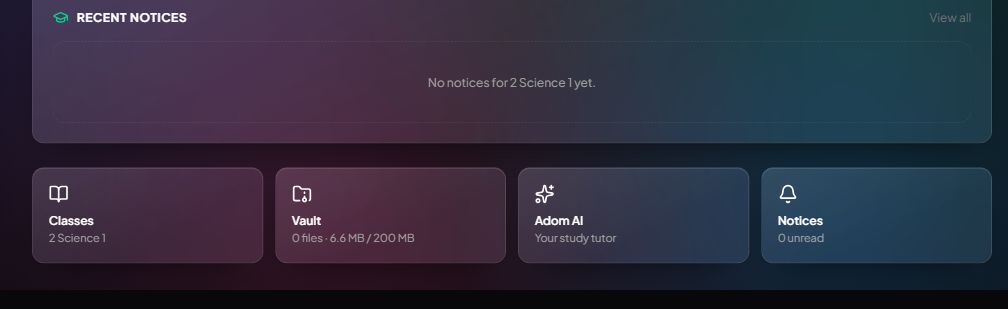 RECENT NOTICES
View all
No notices for 2 Science 1 yet.
Classes
2 Science 1
Vault
0 files · 6.6 MB / 200 MB
Adom AI
Your study tutor
Notices
0 unread